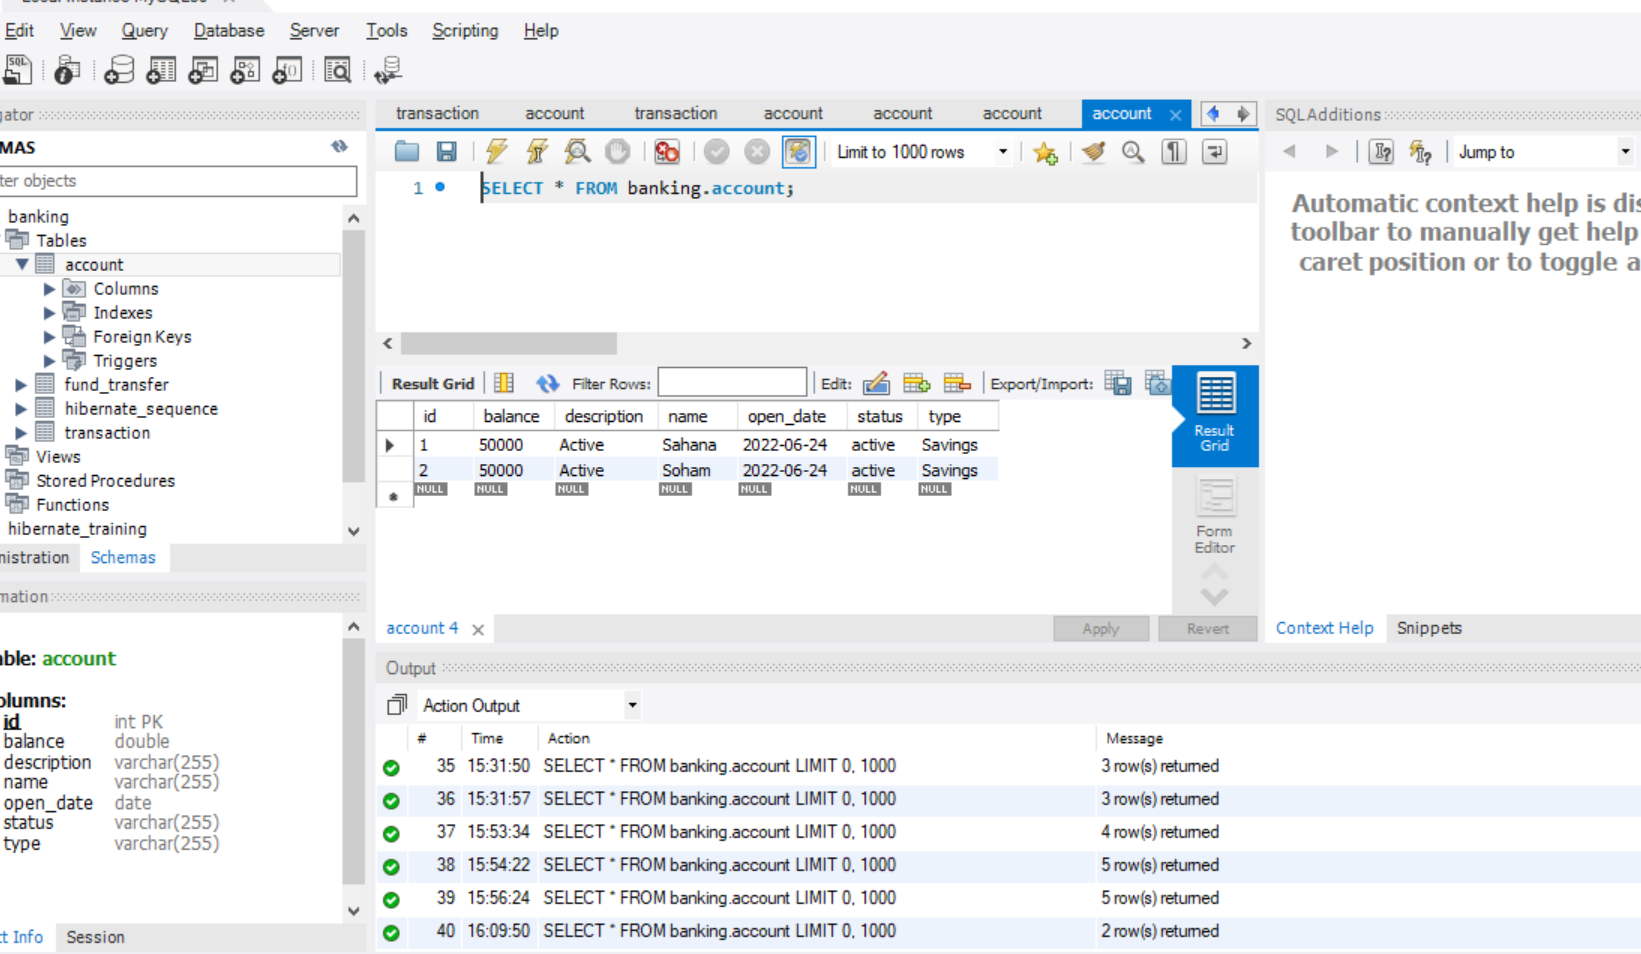 Edit View Query Database Server Tools Scripting Help
SQL
transaction account transaction account account account account
SQLAdditions
MAS
Limit to 1000 rows
Jump to
ter objects
1 SELECT * FROM banking.account;
Automatic context help is dis
toolbar to manually get help
caret position or to toggle a
banking
Tables
account
Columns
Indexes
Foreign Keys
Triggers
fund_transfer
hibernate_sequence
transaction
Views
Stored Procedures
Functions
hibernate_training
nistration Schemas
Result Grid Filter Rows: Edit: Export/Import:
id balance description name open_date status type
1 50000 Active Sahana 2022-06-24 active Savings
2 50000 Active Soham 2022-06-24 active Savings
NULL NULL NULL NULL NULL NULL NULL
Result
Grid
Form
Editor
account 4 Apply Revert
Context Help Snippets
mation
able: account
olumns:
id int PK
balance double
description varchar(255)
name varchar(255)
open_date date
status varchar(255)
type varchar(255)
ct Info Session
Output
Action Output
# Time Action Message
35 15:31:50 SELECT * FROM banking.account LIMIT 0, 1000 3 row(s) returned
36 15:31:57 SELECT * FROM banking.account LIMIT 0, 1000 3 row(s) returned
37 15:53:34 SELECT * FROM banking.account LIMIT 0, 1000 4 row(s) returned
38 15:54:22 SELECT * FROM banking.account LIMIT 0, 1000 5 row(s) returned
39 15:56:24 SELECT * FROM banking.account LIMIT 0, 1000 5 row(s) returned
40 16:09:50 SELECT * FROM banking.account LIMIT 0, 1000 2 row(s) returned